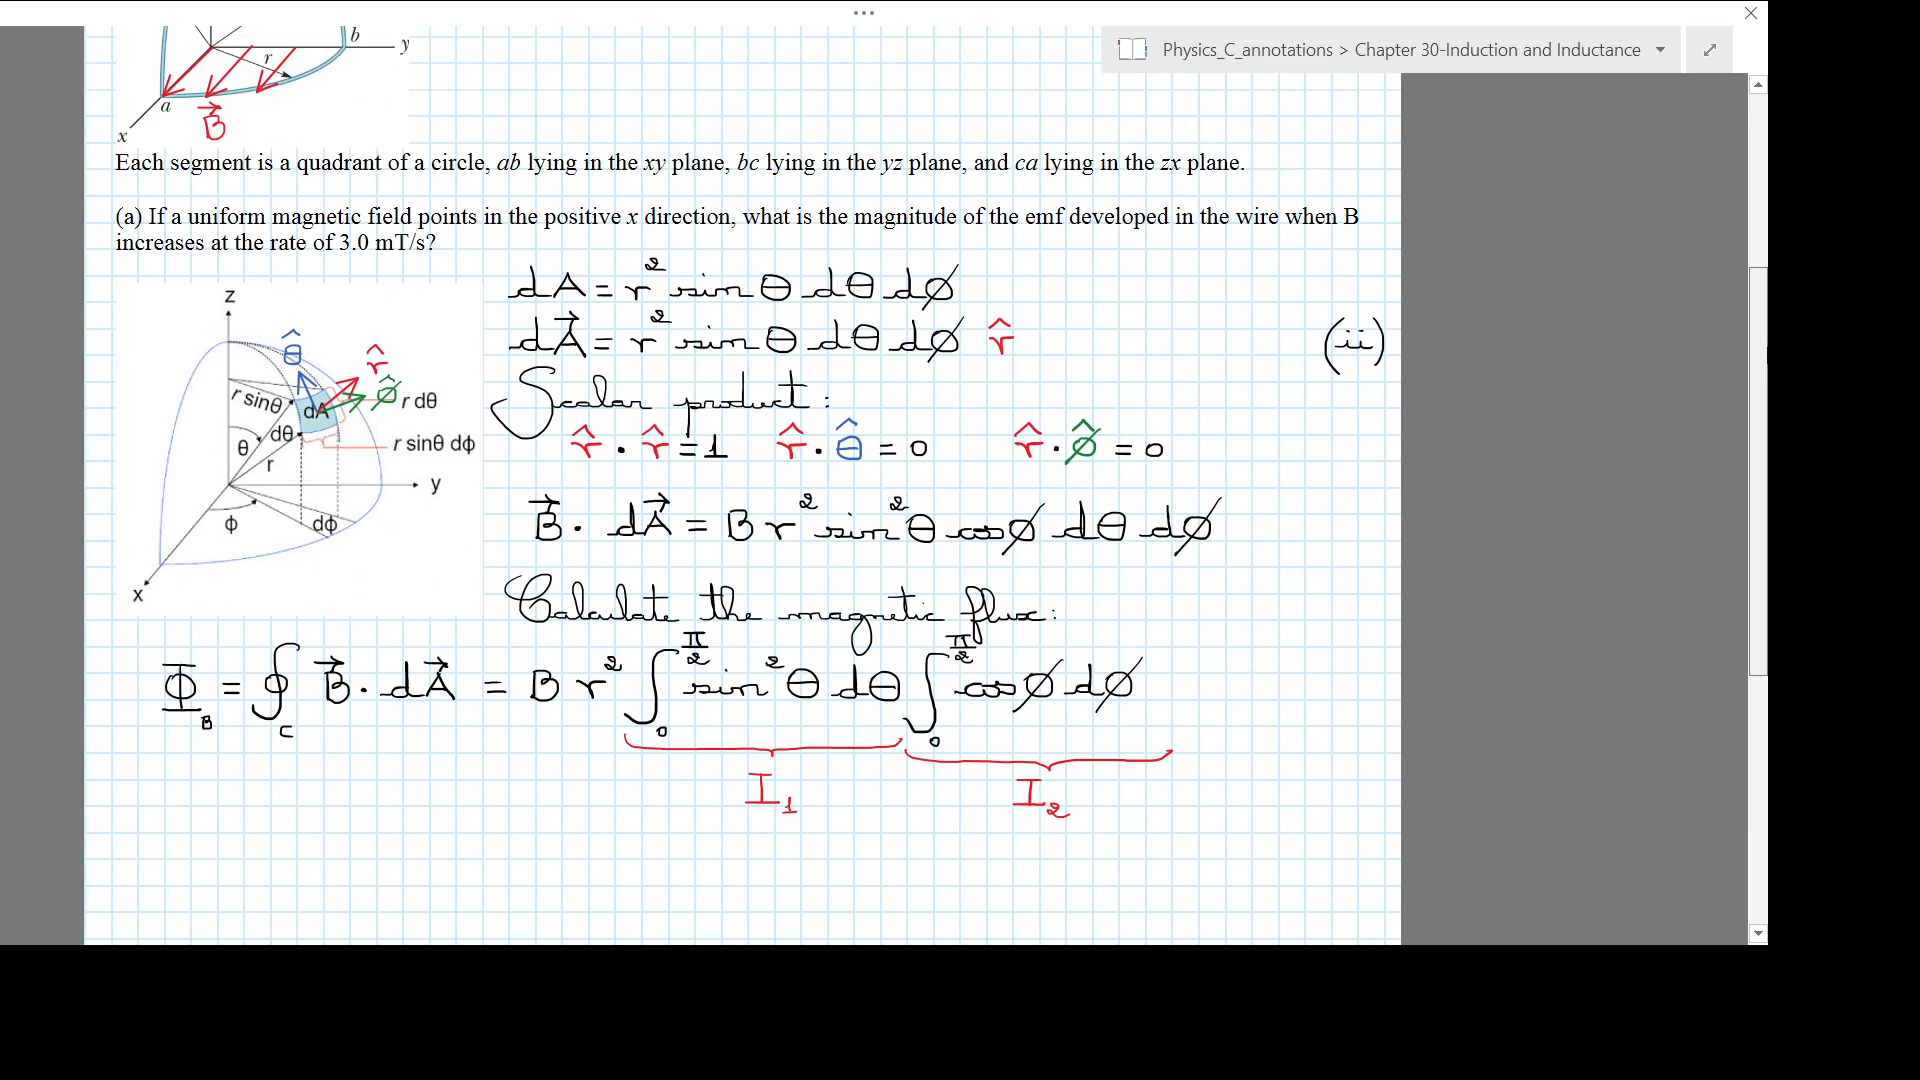 Physics_C_annotations > Chapter 30-Induction and Inductance
b
y
r
a
x
B⃗
Each segment is a quadrant of a circle, ab lying in the xy plane, bc lying in the yz plane, and ca lying in the zx plane.
(a) If a uniform magnetic field points in the positive x direction, what is the magnitude of the emf developed in the wire when B
increases at the rate of 3.0 mT/s?
z
θ̂
r̂
φ̂
r sinθ
dA
r dθ
dθ
θ
r sinθ dϕ
r
y
ϕ
dϕ
x
dA = r² sin θ dθ dφ
dA⃗ = r² sin θ dθ dφ r̂
(ii)
Scalar product:
r̂ · r̂ = 1 r̂ · θ̂ = 0 r̂ · φ̂ = 0
B⃗ · dA⃗ = B r² sin² θ cos φ dθ dφ
Calculate the magnetic flux:
Φ_B = ∮_C B⃗ · dA⃗ = B r² ∫₀^{π/2} sin² θ dθ ∫₀^{π/2} cos φ dφ
I₁ I₂